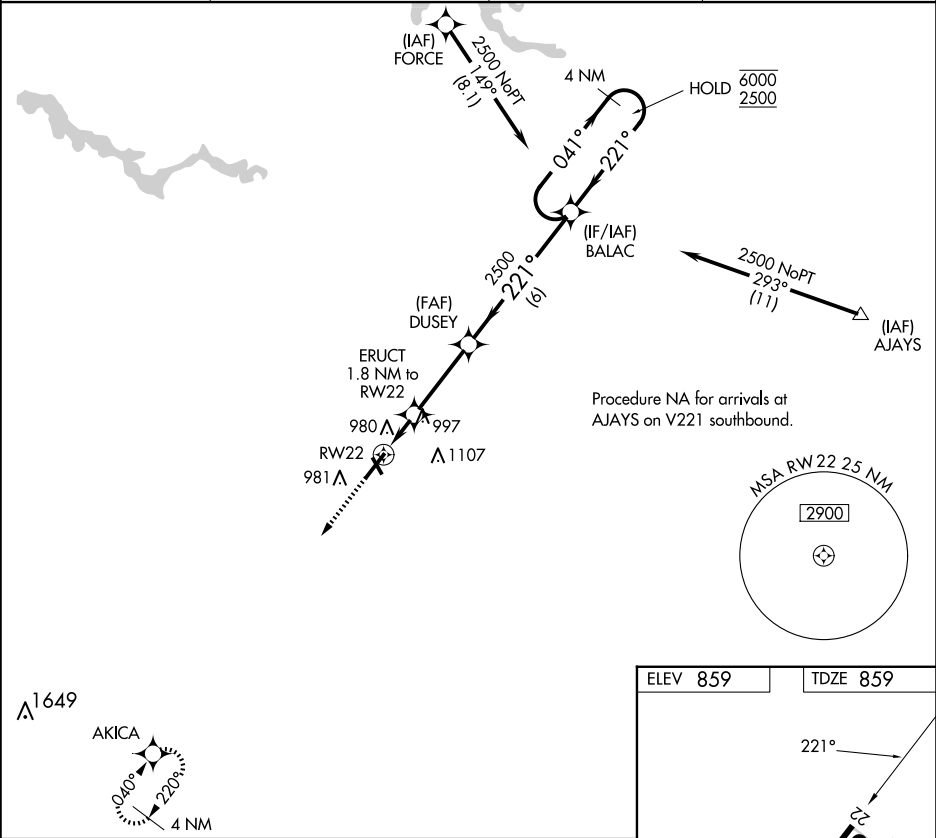 (IAF)
FORCE
2500 NoPT
149°
(8.1)
4 NM
HOLD
6000
2500
041°
221°
(IF/IAF)
BALAC
2500
221°
(6)
2500 NoPT
293°
(11)
(IAF)
AJAYS
(FAF)
DUSEY
ERUCT
1.8 NM to
RW22
Procedure NA for arrivals at
AJAYS on V221 southbound.
980
997
RW22
1107
981
MSA RW22 25 NM
2900
1649
AKICA
040°
220°
4 NM
ELEV 859
TDZE 859
221°
22